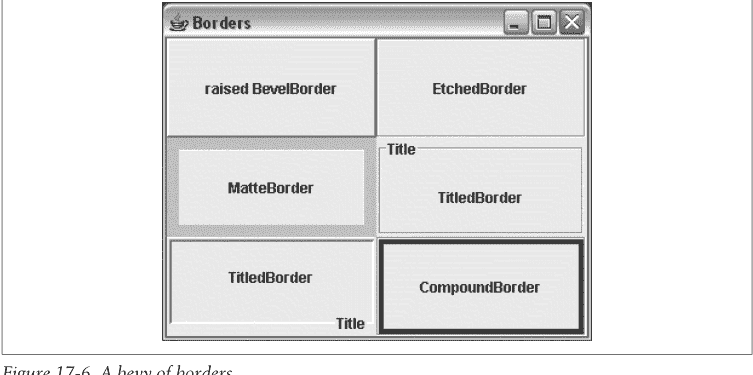 Borders
raised BevelBorder
EtchedBorder
MatteBorder
Title
TitledBorder
TitledBorder
Title
CompoundBorder
Figure 17-6. A bevy of borders